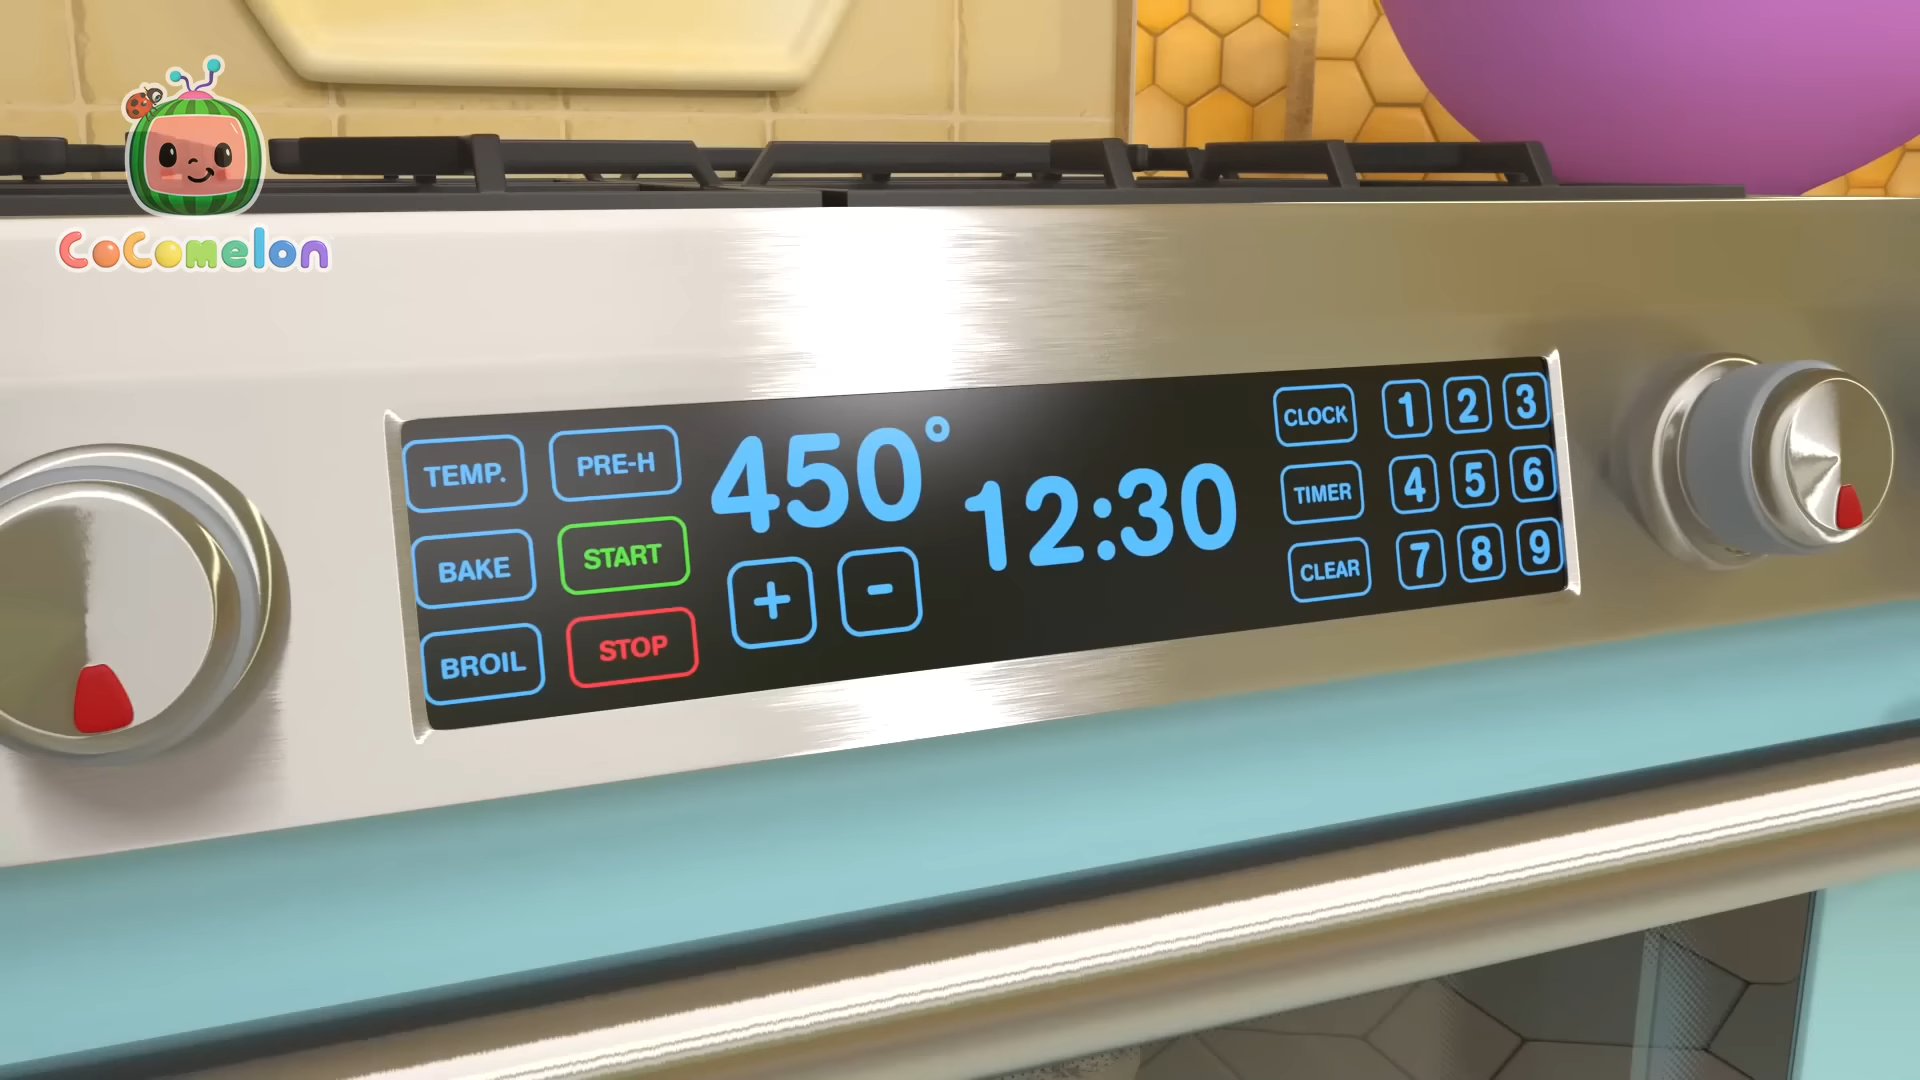 CoComelon
TEMP. PRE-H
BAKE START
BROIL STOP
450°
+ -
12:30
CLOCK 1 2 3
TIMER 4 5 6
CLEAR 7 8 9